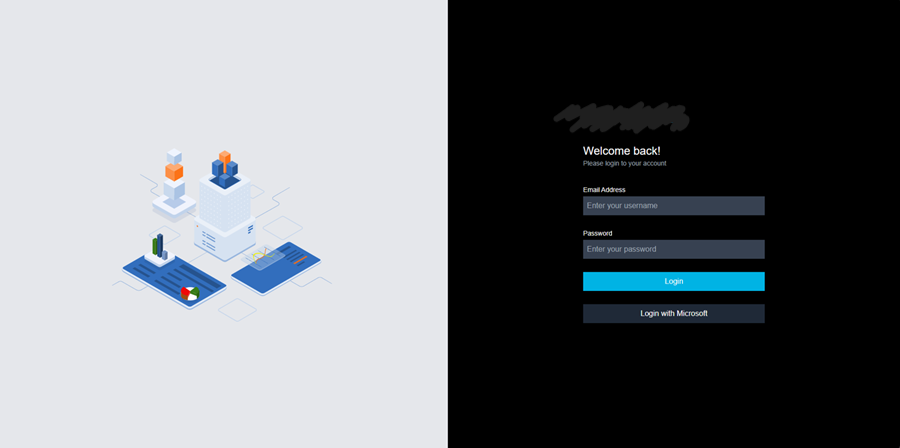 Welcome back!
Please login to your account
Email Address
Enter your username
Password
Enter your password
Login
Login with Microsoft